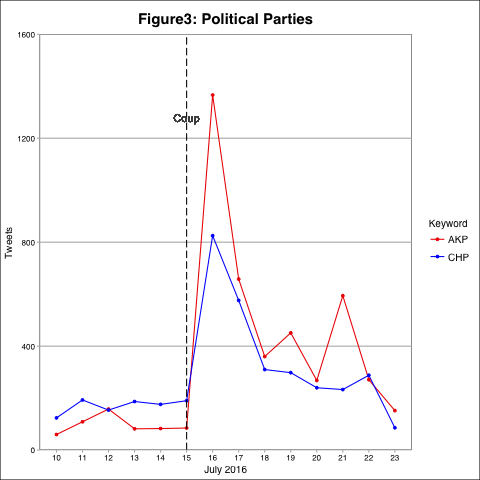 Figure3: Political Parties
1600
1200
800
400
0
Tweets
Coup
10 11 12 13 14 15 16 17 18 19 20 21 22 23
July 2016
Keyword
AKP
CHP